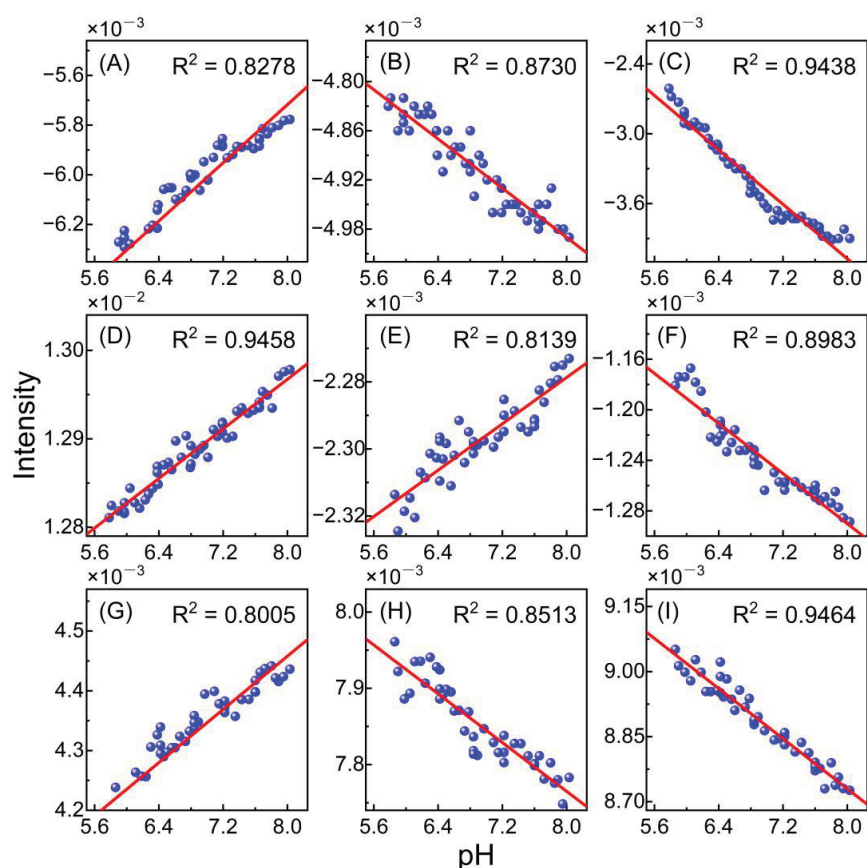 ×10−3
×10−3
×10−3
(A) R2 = 0.8278
(B) R2 = 0.8730
(C) R2 = 0.9438
−5.6
−5.8
−6.0
−6.2
−4.80
−4.86
−4.92
−4.98
−2.4
−3.0
−3.6
5.6 6.4 7.2 8.0
5.6 6.4 7.2 8.0
5.6 6.4 7.2 8.0
×10−2
×10−3
×10−3
(D) R2 = 0.9458
(E) R2 = 0.8139
(F) R2 = 0.8983
1.30
1.29
1.28
−2.28
−2.30
−2.32
−1.16
−1.20
−1.24
−1.28
Intensity
5.6 6.4 7.2 8.0
5.6 6.4 7.2 8.0
5.6 6.4 7.2 8.0
×10−3
×10−3
×10−3
(G) R2 = 0.8005
(H) R2 = 0.8513
(I) R2 = 0.9464
4.5
4.4
4.3
4.2
8.0
7.9
7.8
9.15
9.00
8.85
8.70
5.6 6.4 7.2 8.0
5.6 6.4 7.2 8.0
5.6 6.4 7.2 8.0
pH